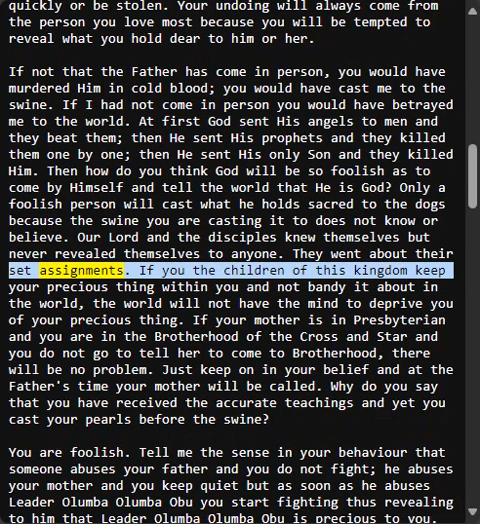 quickly or be stolen. Your undoing will always come from
the person you love most because you will be tempted to
reveal what you hold dear to him or her.
If not that the Father has come in person, you would have
murdered Him in cold blood; you would have cast me to the
swine. If I had not come in person you would have betrayed
me to the world. At first God sent His angels to men and
they beat them; then He sent His prophets and they killed
them one by one; then He sent His only Son and they killed
Him. Then how do you think God will be so foolish as to
come by Himself and tell the world that He is God? Only a
foolish person will cast what he holds sacred to the dogs
because the swine you are casting it to does not know or
believe. Our Lord and the disciples knew themselves but
never revealed themselves to anyone. They went about their
set assignments. If you the children of this kingdom keep
your precious thing within you and not bandy it about in
the world, the world will not have the mind to deprive you
of your precious thing. If your mother is in Presbyterian
and you are in the Brotherhood of the Cross and Star and
you do not go to tell her to come to Brotherhood, there
will be no problem. Just keep on in your belief and at the
Father's time your mother will be called. Why do you say
that you have received the accurate teachings and yet you
cast your pearls before the swine?
You are foolish. Tell me the sense in your behaviour that
someone abuses your father and you do not fight; he abuses
your mother and you keep quiet but as soon as he abuses
Leader Olumba Olumba Obu you start fighting thus revealing
to him that Leader Olumba Olumba Obu is precious to you.